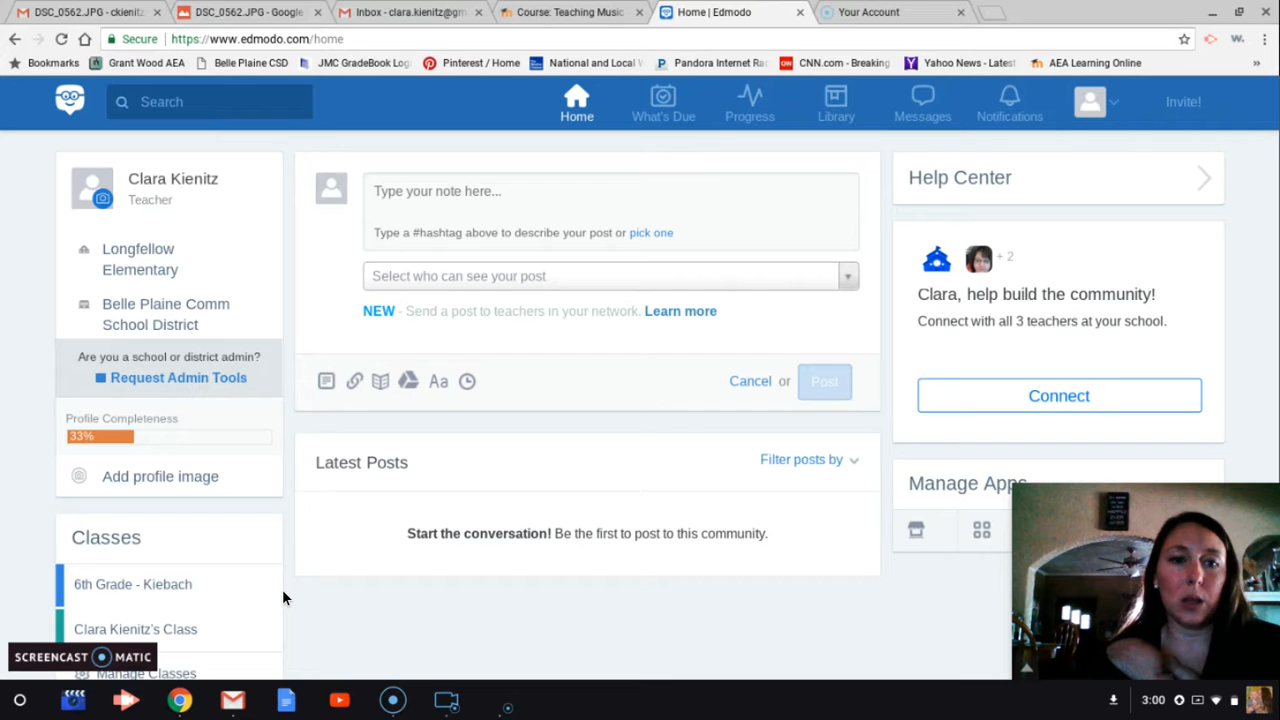 DSC_0562.JPG - ckienitz
DSC_0562.JPG - Google
Inbox - clara.kienitz@gm
Course: Teaching Music
Home | Edmodo
Your Account
Secure https://www.edmodo.com/home
Bookmarks
Grant Wood AEA
Belle Plaine CSD
JMC GradeBook Log
Pinterest / Home
National and Local
Pandora Internet Ra
CNN.com - Breaking
Yahoo News - Latest
AEA Learning Online
Search
Home
What's Due
Progress
Library
Messages
Notifications
Invite!
Clara Kienitz
Teacher
Longfellow
Elementary
Belle Plaine Comm
School District
Are you a school or district admin?
Request Admin Tools
Profile Completeness
33%
Add profile image
Classes
6th Grade - Kiebach
Clara Kienitz's Class
Manage Classes
Type your note here...
Type a #hashtag above to describe your post or pick one
Select who can see your post
NEW - Send a post to teachers in your network. Learn more
Aa
Cancel or Post
Latest Posts
Filter posts by
Start the conversation! Be the first to post to this community.
Help Center
+ 2
Clara, help build the community!
Connect with all 3 teachers at your school.
Connect
Manage Apps
SCREENCAST MATIC
3:00